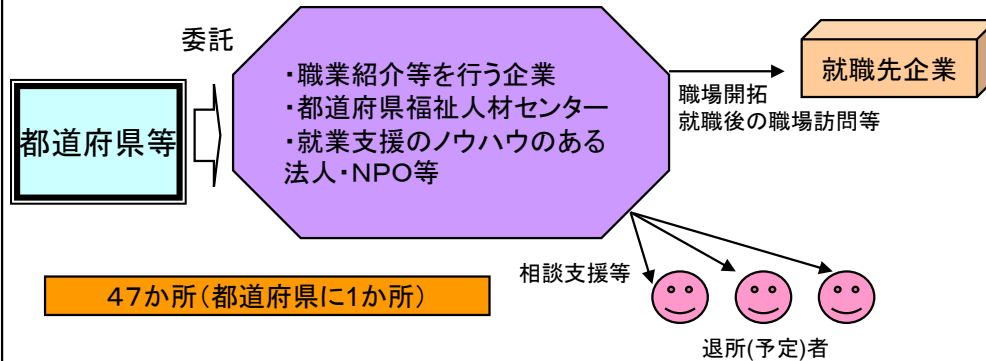 委託
都道府県等
・職業紹介等を行う企業
・都道府県福祉人材センター
・就業支援のノウハウのある
法人・NPO等
就職先企業
職場開拓
就職後の職場訪問等
相談支援等
47か所(都道府県に1か所)
退所(予定)者